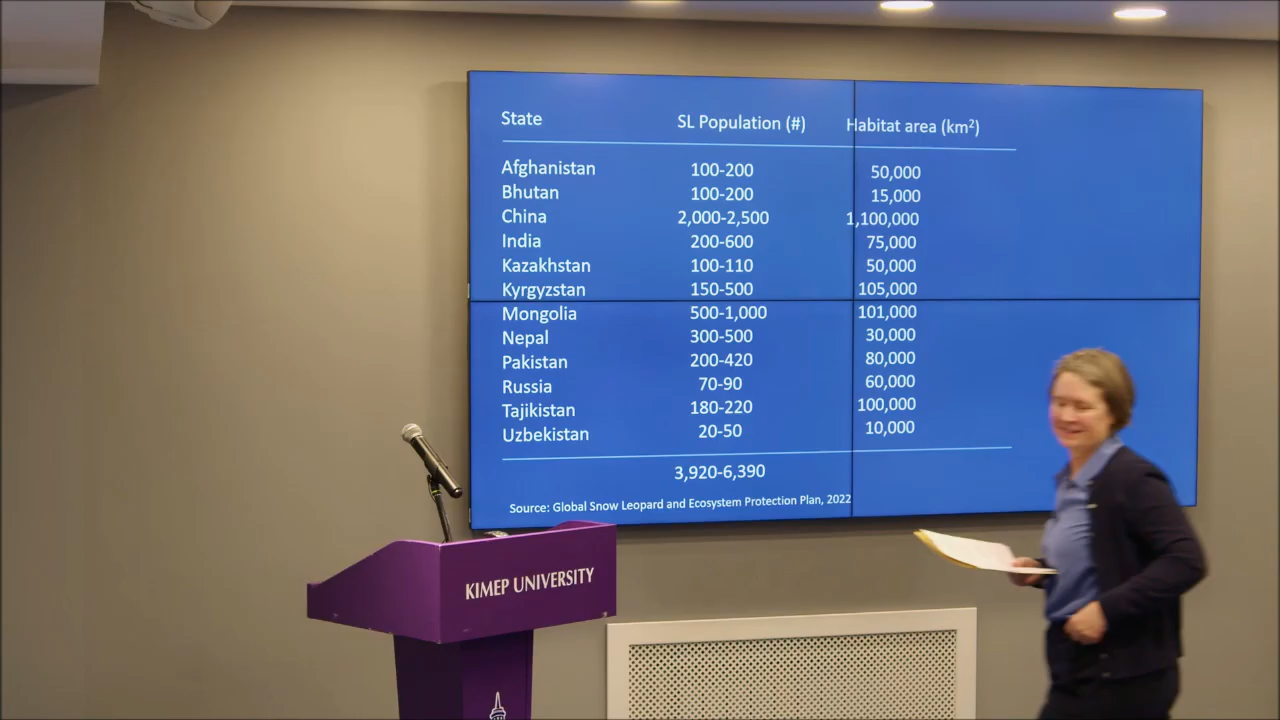 State SL Population (#) Habitat area (km²)
Afghanistan 100-200 50,000
Bhutan 100-200 15,000
China 2,000-2,500 1,100,000
India 200-600 75,000
Kazakhstan 100-110 50,000
Kyrgyzstan 150-500 105,000
Mongolia 500-1,000 101,000
Nepal 300-500 30,000
Pakistan 200-420 80,000
Russia 70-90 60,000
Tajikistan 180-220 100,000
Uzbekistan 20-50 10,000
3,920-6,390
Source: Global Snow Leopard and Ecosystem Protection Plan, 2022
KIMEP UNIVERSITY